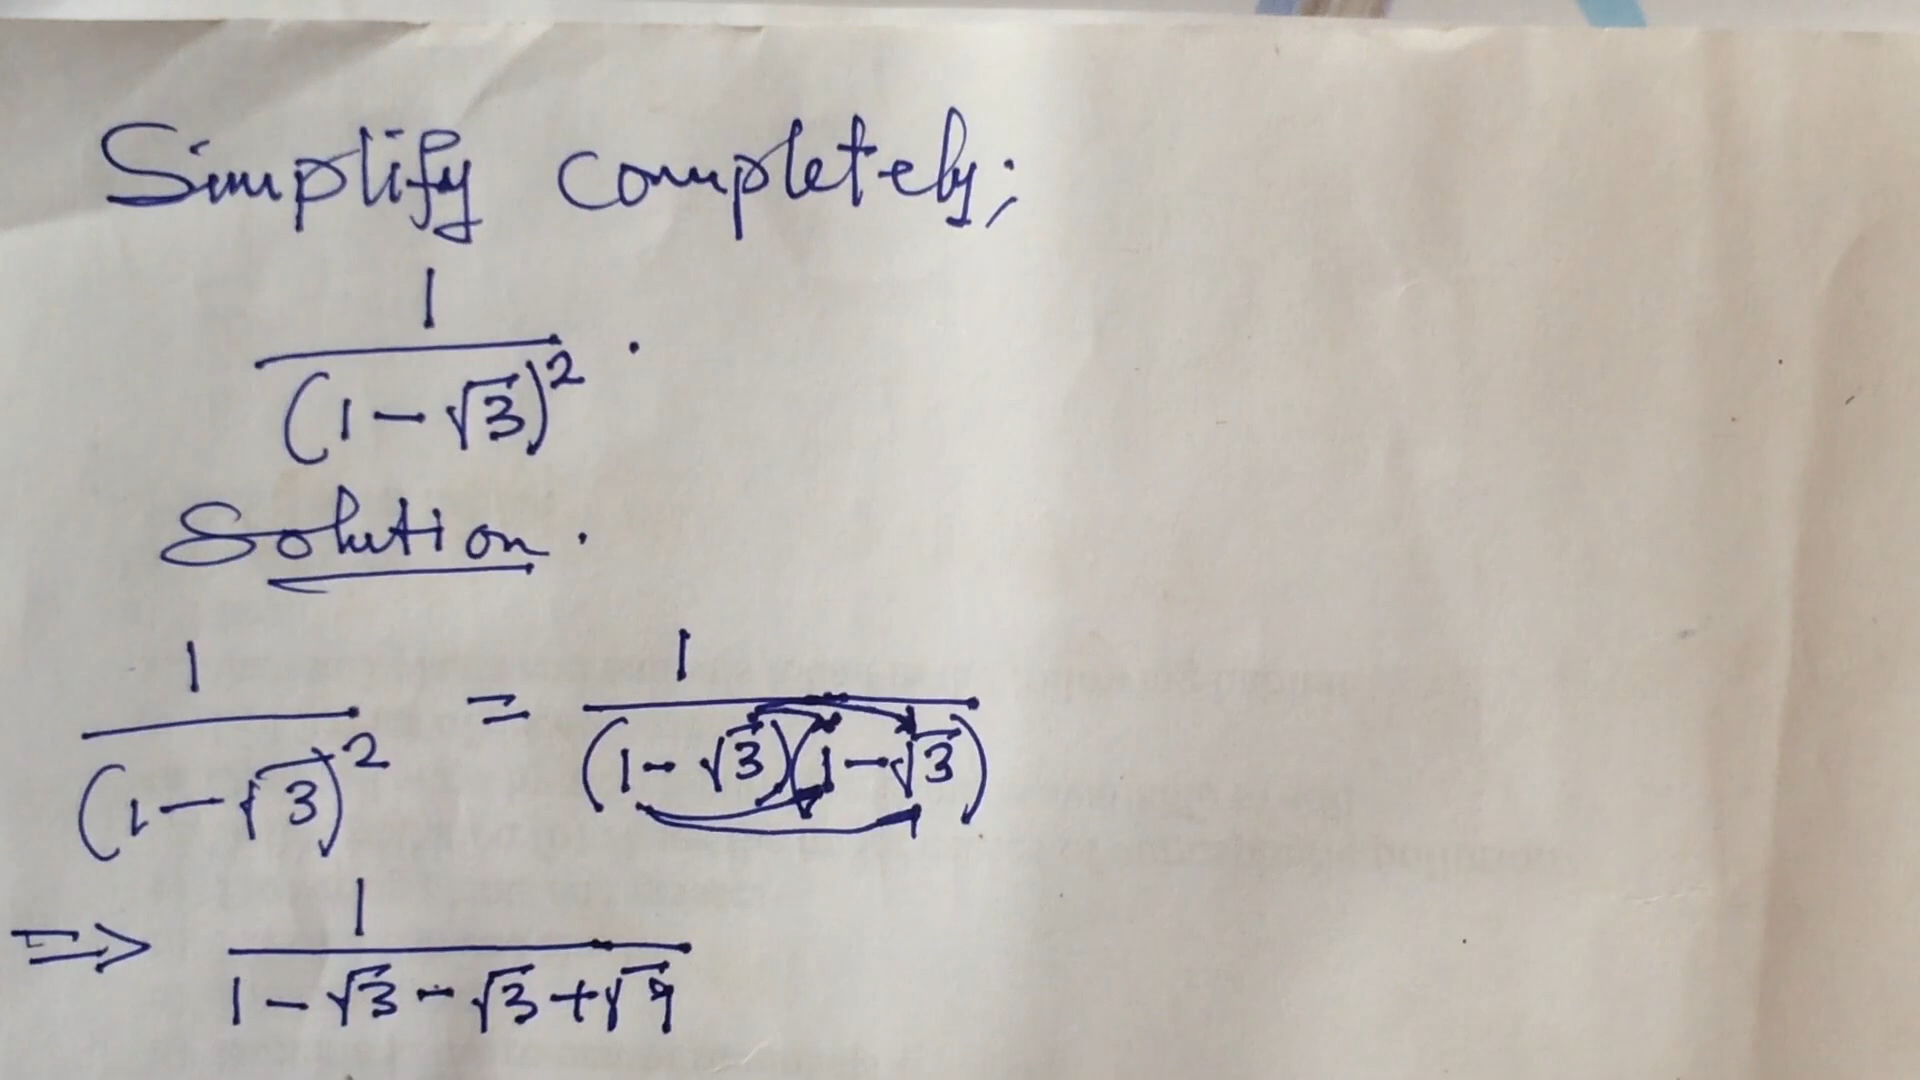 Simplify completely;
1
(1-√3)² .
Solution.
1/(1-√3)² = 1/(1-√3)(1-√3)
⇒ 1/1-√3-√3+√9